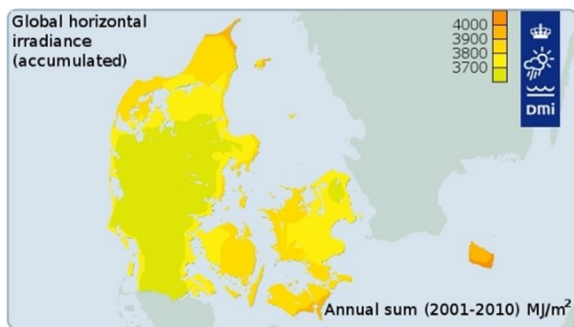 Global horizontal
irradiance
(accumulated)
4000
3900
3800
3700
DMi
Annual sum (2001-2010) MJ/m²